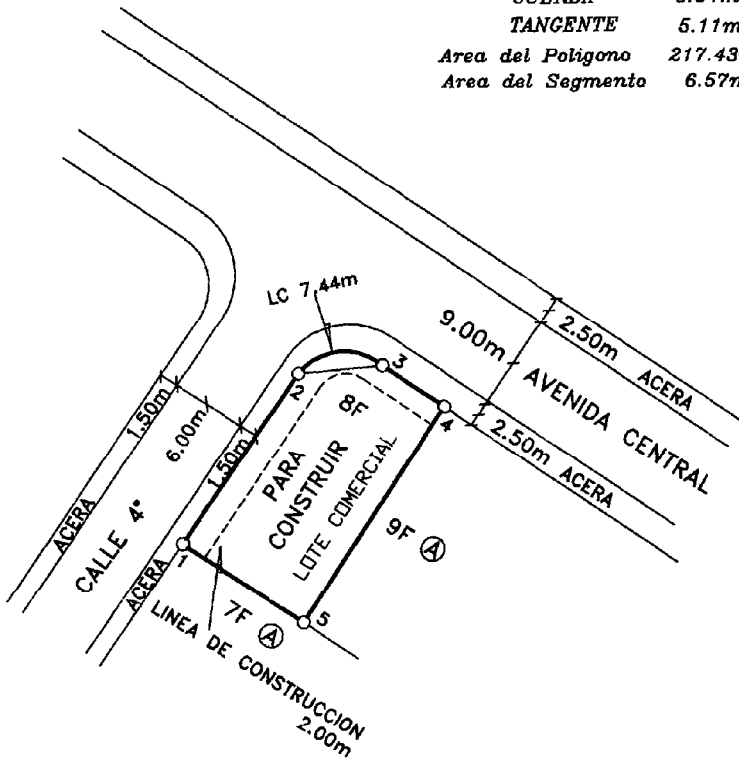 TANGENTE 5.11m
Area del Poligono 217.43
Area del Segmento 6.57
LC 7.44m
9.00m
2.50m ACERA
AVENIDA CENTRAL
2.50m ACERA
1.50m
6.00m
1.50m
ACERA
CALLE 4°
ACERA
1
2
3
4
5
8F
PARA
CONSTRUIR
LOTE COMERCIAL
9F A
7F A
LINEA DE CONSTRUCCION
2.00m